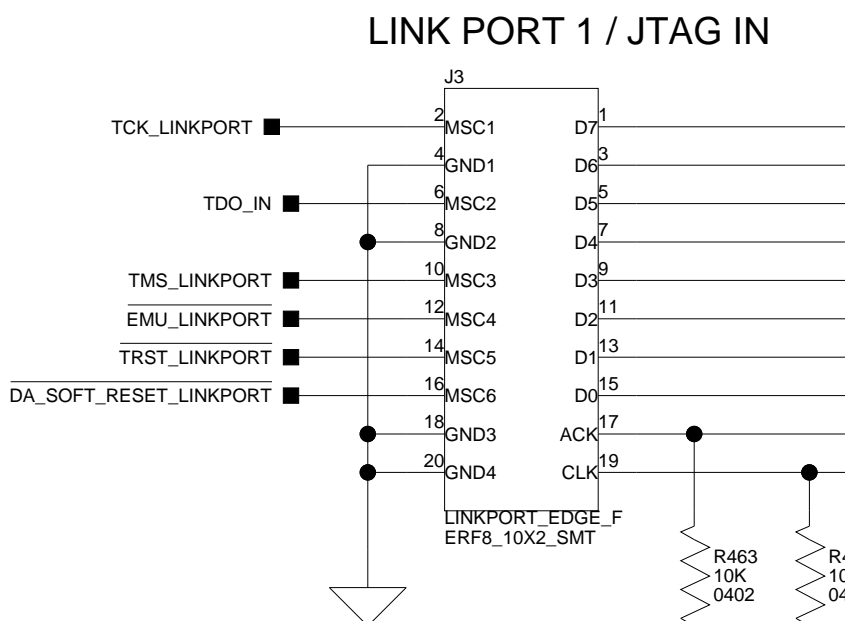 LINK PORT 1 / JTAG IN
J3
TCK_LINKPORT 2 MSC1 D7 1
4 GND1 D6 3
TDO_IN 6 MSC2 D5 5
8 GND2 D4 7
TMS_LINKPORT 10 MSC3 D3 9
EMU_LINKPORT 12 MSC4 D2 11
TRST_LINKPORT 14 MSC5 D1 13
DA_SOFT_RESET_LINKPORT 16 MSC6 D0 15
18 GND3 ACK 17
20 GND4 CLK 19
LINKPORT_EDGE_F
ERF8_10X2_SMT
R463
10K
0402